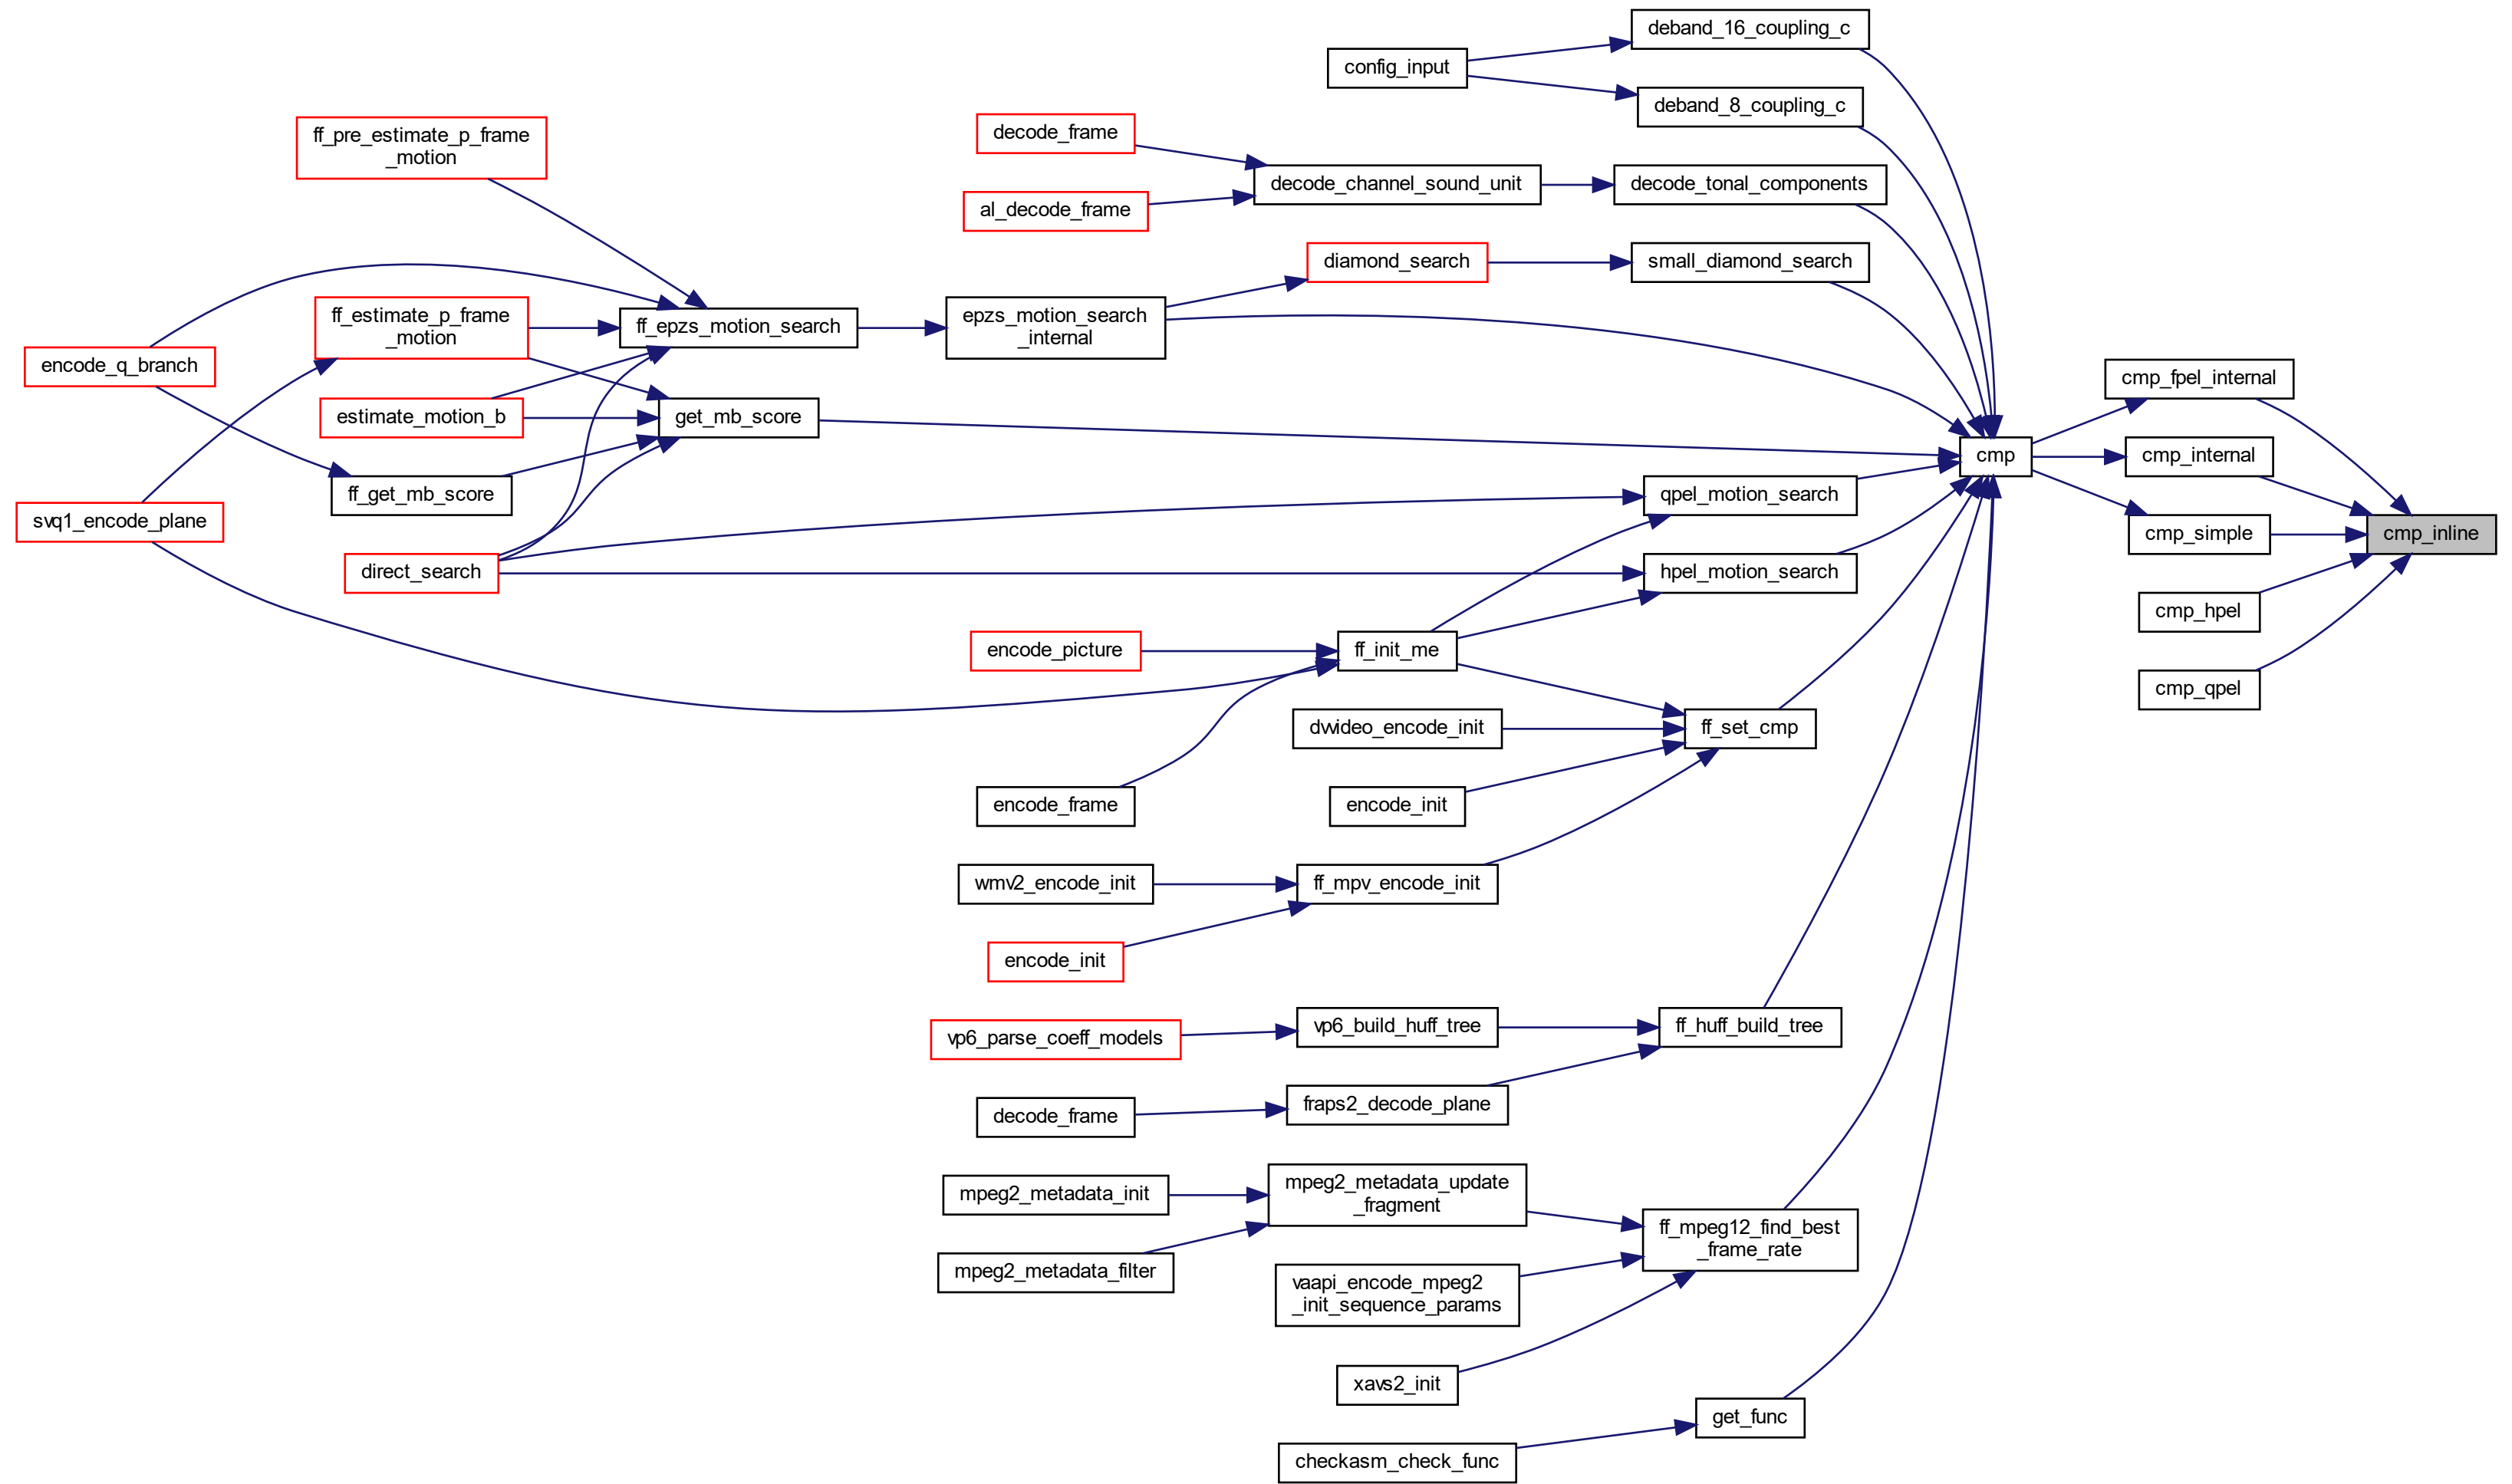 deband_16_coupling_c
config_input
deband_8_coupling_c
ff_pre_estimate_p_frame
_motion
decode_frame
decode_channel_sound_unit
decode_tonal_components
al_decode_frame
diamond_search
small_diamond_search
ff_estimate_p_frame
_motion
ff_epzs_motion_search
epzs_motion_search
_internal
encode_q_branch
cmp_fpel_internal
estimate_motion_b
get_mb_score
cmp
cmp_internal
ff_get_mb_score
qpel_motion_search
svq1_encode_plane
cmp_simple
cmp_inline
direct_search
hpel_motion_search
cmp_hpel
encode_picture
ff_init_me
cmp_qpel
dvvideo_encode_init
ff_set_cmp
encode_frame
encode_init
wmv2_encode_init
ff_mpv_encode_init
encode_init
vp6_parse_coeff_models
vp6_build_huff_tree
ff_huff_build_tree
decode_frame
fraps2_decode_plane
mpeg2_metadata_init
mpeg2_metadata_update
_fragment
ff_mpeg12_find_best
_frame_rate
mpeg2_metadata_filter
vaapi_encode_mpeg2
_init_sequence_params
xavs2_init
get_func
checkasm_check_func